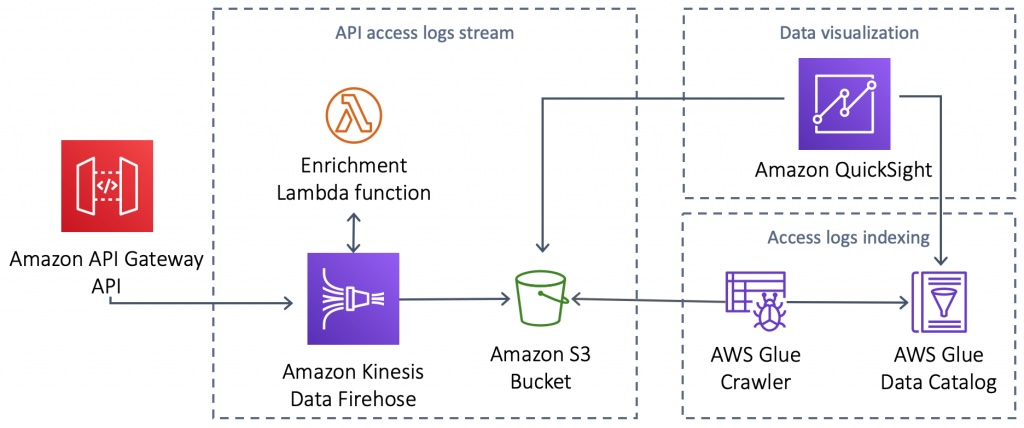 API access logs stream
Data visualization
Enrichment
Lambda function
Amazon QuickSight
Amazon API Gateway
API
Access logs indexing
Amazon Kinesis
Data Firehose
Amazon S3
Bucket
AWS Glue
Crawler
AWS Glue
Data Catalog